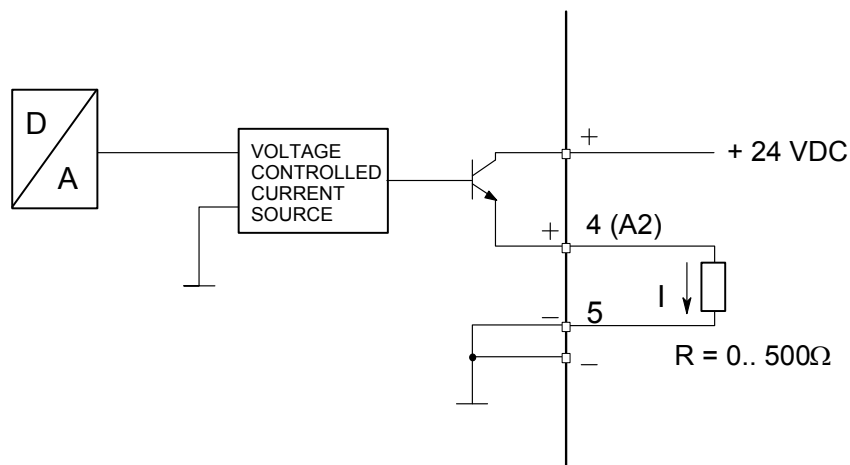 D
A
VOLTAGE
CONTROLLED
CURRENT
SOURCE
+
+ 24 VDC
+
4 (A2)
I
−
5
−
R = 0.. 500Ω